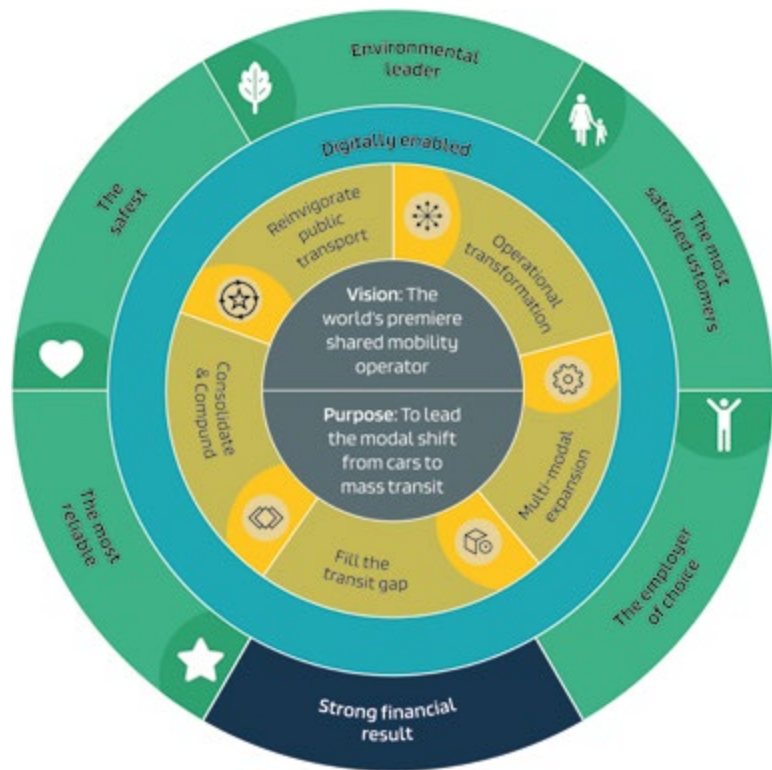 Environmental
leader
The most
satisfied ustomers
The employer
of choice
Strong financial
result
The most
reliable
The
safest
Digitally enabled
Reinvigorate
public
transport
Operational
transformation
Multi-modal
expansion
Fill the
transit gap
Consolidate
& Compund
Vision: The
world's premiere
shared mobility
operator
Purpose: To lead
the modal shift
from cars to
mass transit